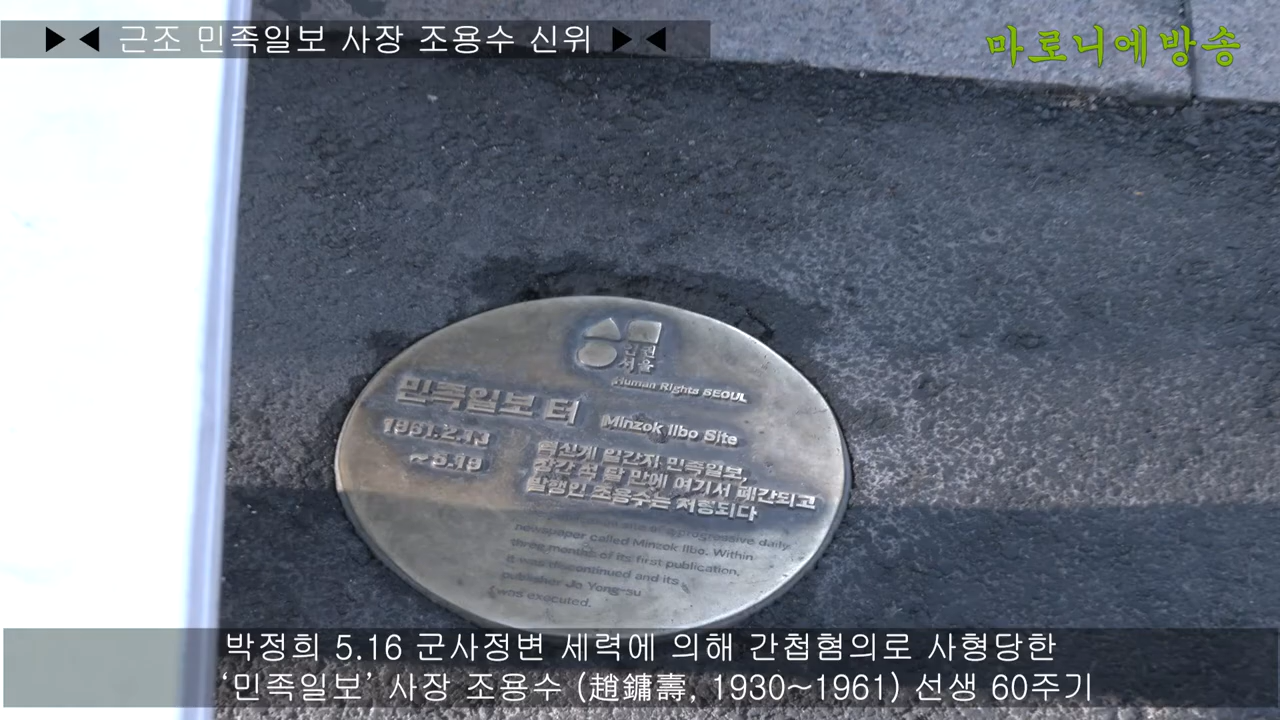 ▶◀ 근조 민족일보 사장 조용수 신위 ▶◀
마로니에방송
인권
서울
Human Rights SEOUL
민족일보 터 Minzok Ilbo Site
1961.2.13
~5.19
혁신계 일간지 민족일보,
창간 석 달 만에 여기서 폐간되고
발행인 조용수는 처형되다
site of a progressive daily
newspaper called Minzok Ilbo. Within
three months of its first publication,
it was discontinued and its
publisher Jo Yong-su
was executed.
박정희 5.16 군사정변 세력에 의해 간첩혐의로 사형당한
‘민족일보’ 사장 조용수 (趙鏞壽, 1930~1961) 선생 60주기